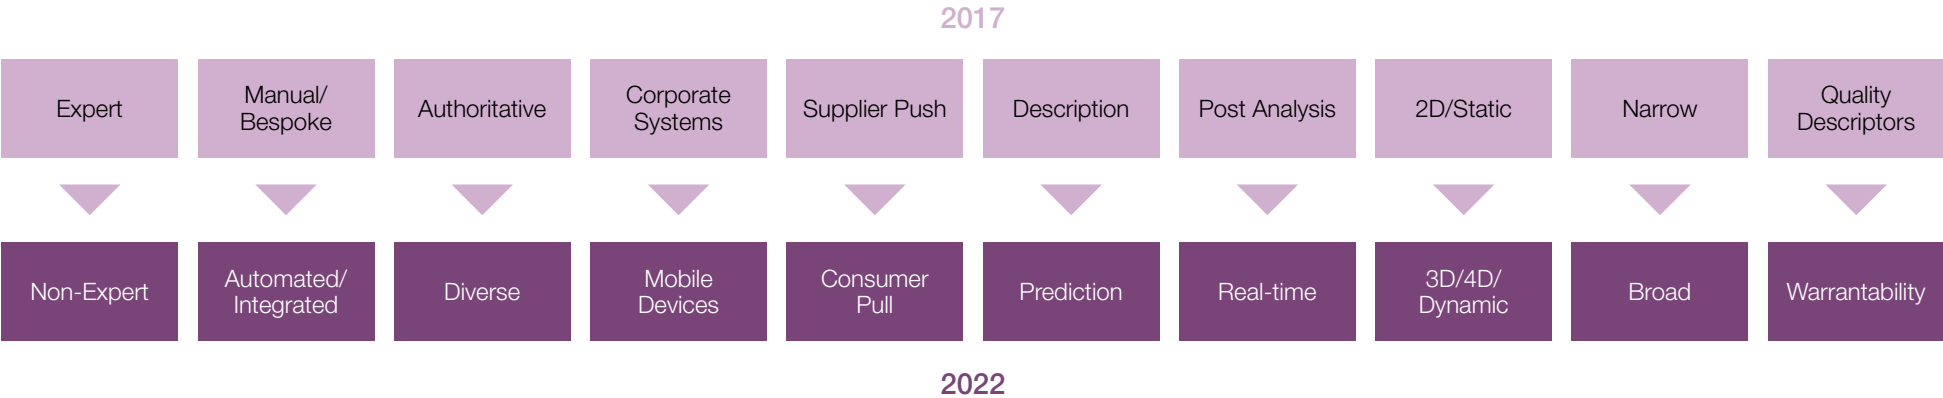 2017
Expert
Manual/
Bespoke
Authoritative
Corporate
Systems
Supplier Push
Description
Post Analysis
2D/Static
Narrow
Quality
Descriptors
Non-Expert
Automated/
Integrated
Diverse
Mobile
Devices
Consumer
Pull
Prediction
Real-time
3D/4D/
Dynamic
Broad
Warrantability
2022